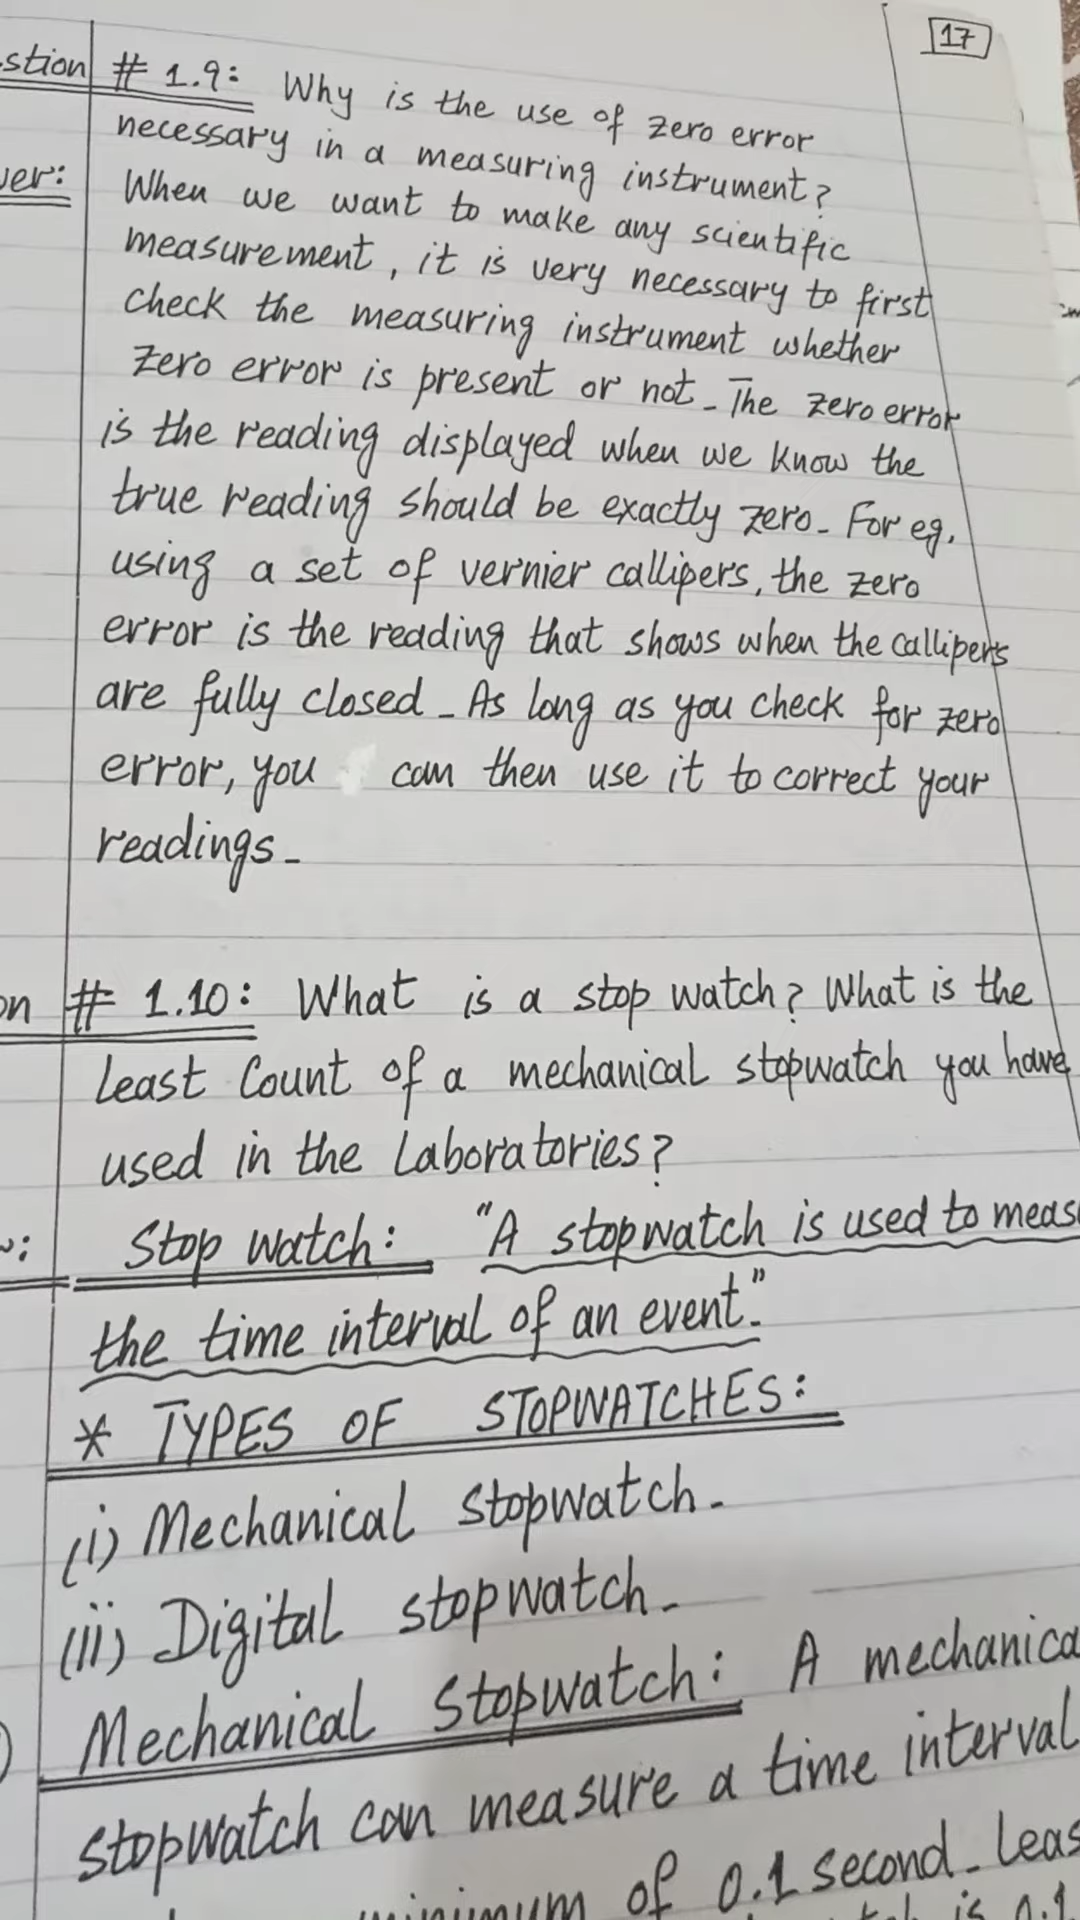 17
stion # 1.9: Why is the use of zero error
necessary in a measuring instrument?
wer: When we want to make any scientific
measurement, it is very necessary to first
check the measuring instrument whether
zero error is present or not. The zero error
is the reading displayed when we know the
true reading should be exactly zero. For eg.
using a set of vernier callipers, the zero
error is the reading that shows when the callipers
are fully closed. As long as you check for zero
error, you can then use it to correct your
readings.
on # 1.10: What is a stop watch? What is the
least count of a mechanical stopwatch you have
used in the laboratories?
Stop watch: "A stopwatch is used to meas
the time interval of an event."
* TYPES OF STOPWATCHES:
(i) Mechanical stopwatch.
(ii) Digital stopwatch.
Mechanical Stopwatch: A mechanica
stopwatch can measure a time interval
minimum of 0.1 second. Leas
is 0.1